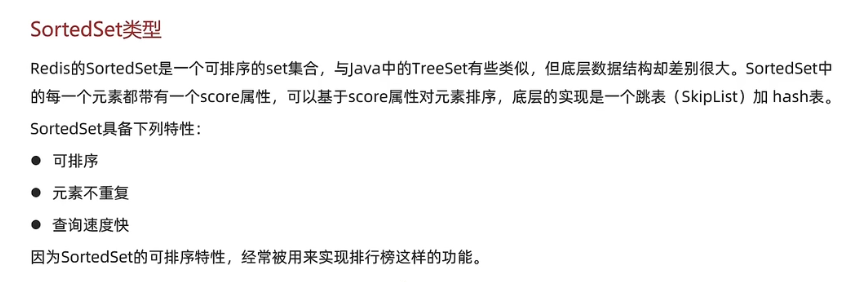 SortedSet类型
Redis的SortedSet是一个可排序的set集合，与Java中的TreeSet有些类似，但底层数据结构却差别很大。SortedSet中
的每一个元素都带有一个score属性，可以基于score属性对元素排序，底层的实现是一个跳表（SkipList）加 hash表。
SortedSet具备下列特性：
● 可排序
● 元素不重复
● 查询速度快
因为SortedSet的可排序特性，经常被用来实现排行榜这样的功能。